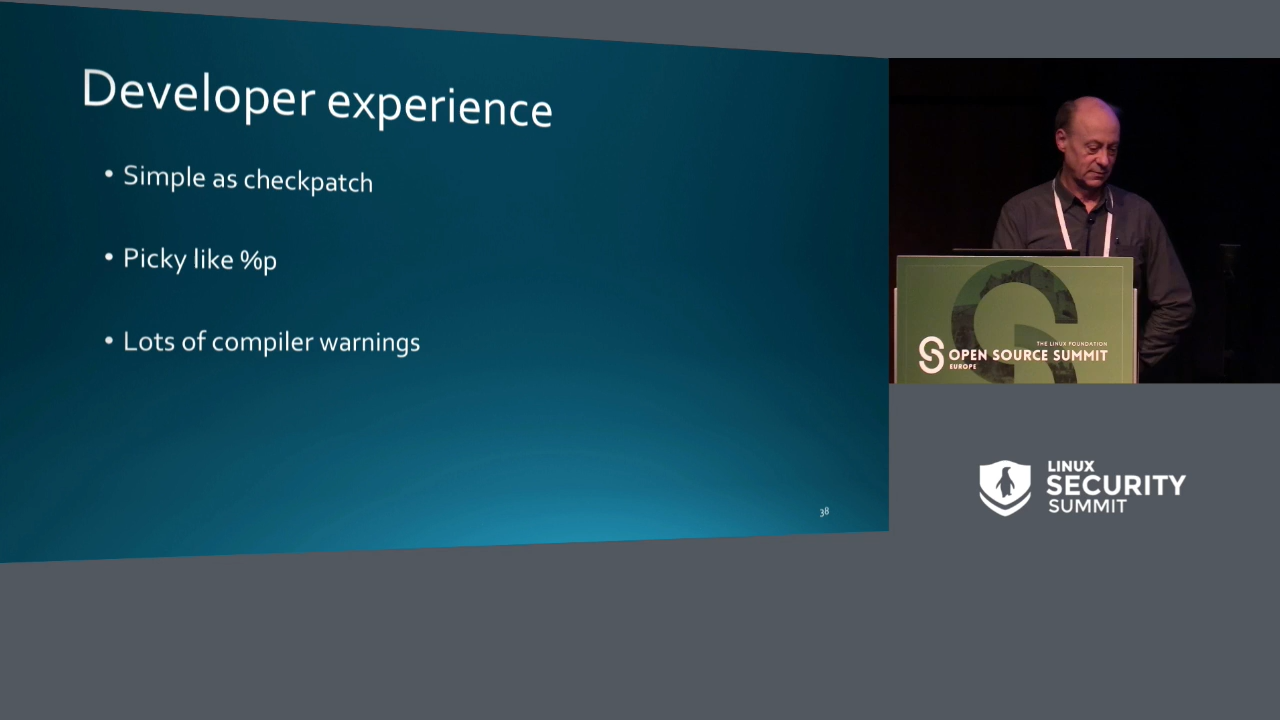 Developer experience
• Simple as checkpatch
• Picky like %p
• Lots of compiler warnings
38
THE LINUX FOUNDATION
OPEN SOURCE SUMMIT
EUROPE
LINUX
SECURITY
SUMMIT